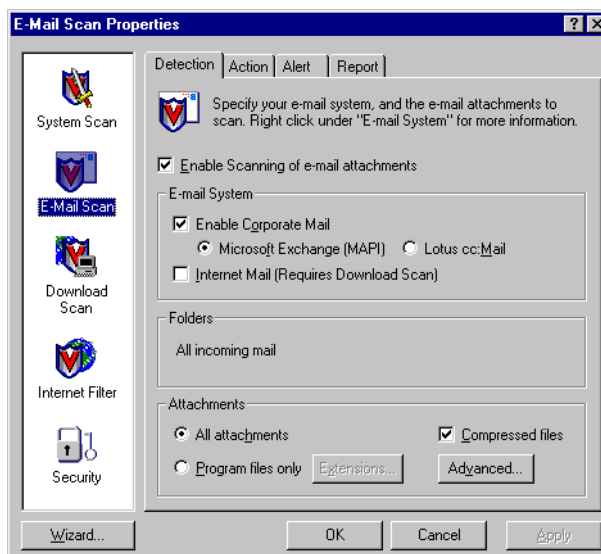 E-Mail Scan Properties
System Scan
E-Mail Scan
Download
Scan
Internet Filter
Security
Detection Action Alert Report
Specify your e-mail system, and the e-mail attachments to
scan. Right click under "E-mail System" for more information.
Enable Scanning of e-mail attachments
E-mail System
Enable Corporate Mail
Microsoft Exchange (MAPI) Lotus cc:Mail
Internet Mail (Requires Download Scan)
Folders
All incoming mail
Attachments
All attachments Compressed files
Program files only Extensions... Advanced...
Wizard... OK Cancel Apply